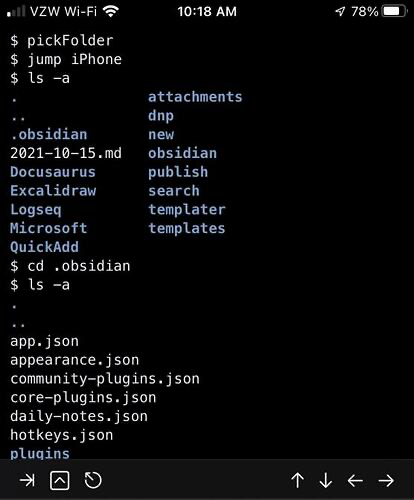 VZW Wi-Fi 10:18 AM 78%
$ pickFolder
$ jump iPhone
$ ls -a
. attachments
.. dnp
.obsidian new
2021-10-15.md obsidian
Docusaurus publish
Excalidraw search
Logseq templater
Microsoft templates
QuickAdd
$ cd .obsidian
$ ls -a
.
..
app.json
appearance.json
community-plugins.json
core-plugins.json
daily-notes.json
hotkeys.json
plugins